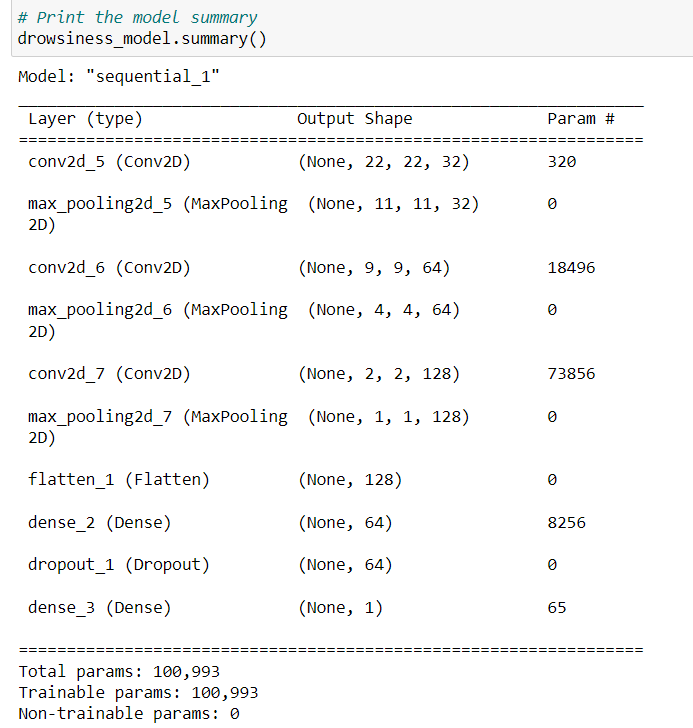 # Print the model summary
drowsiness_model.summary()
Model: "sequential_1"
_________________________________________________________________
Layer (type) Output Shape Param #
=================================================================
conv2d_5 (Conv2D) (None, 22, 22, 32) 320
max_pooling2d_5 (MaxPooling (None, 11, 11, 32) 0
2D)
conv2d_6 (Conv2D) (None, 9, 9, 64) 18496
max_pooling2d_6 (MaxPooling (None, 4, 4, 64) 0
2D)
conv2d_7 (Conv2D) (None, 2, 2, 128) 73856
max_pooling2d_7 (MaxPooling (None, 1, 1, 128) 0
2D)
flatten_1 (Flatten) (None, 128) 0
dense_2 (Dense) (None, 64) 8256
dropout_1 (Dropout) (None, 64) 0
dense_3 (Dense) (None, 1) 65
=================================================================
Total params: 100,993
Trainable params: 100,993
Non-trainable params: 0